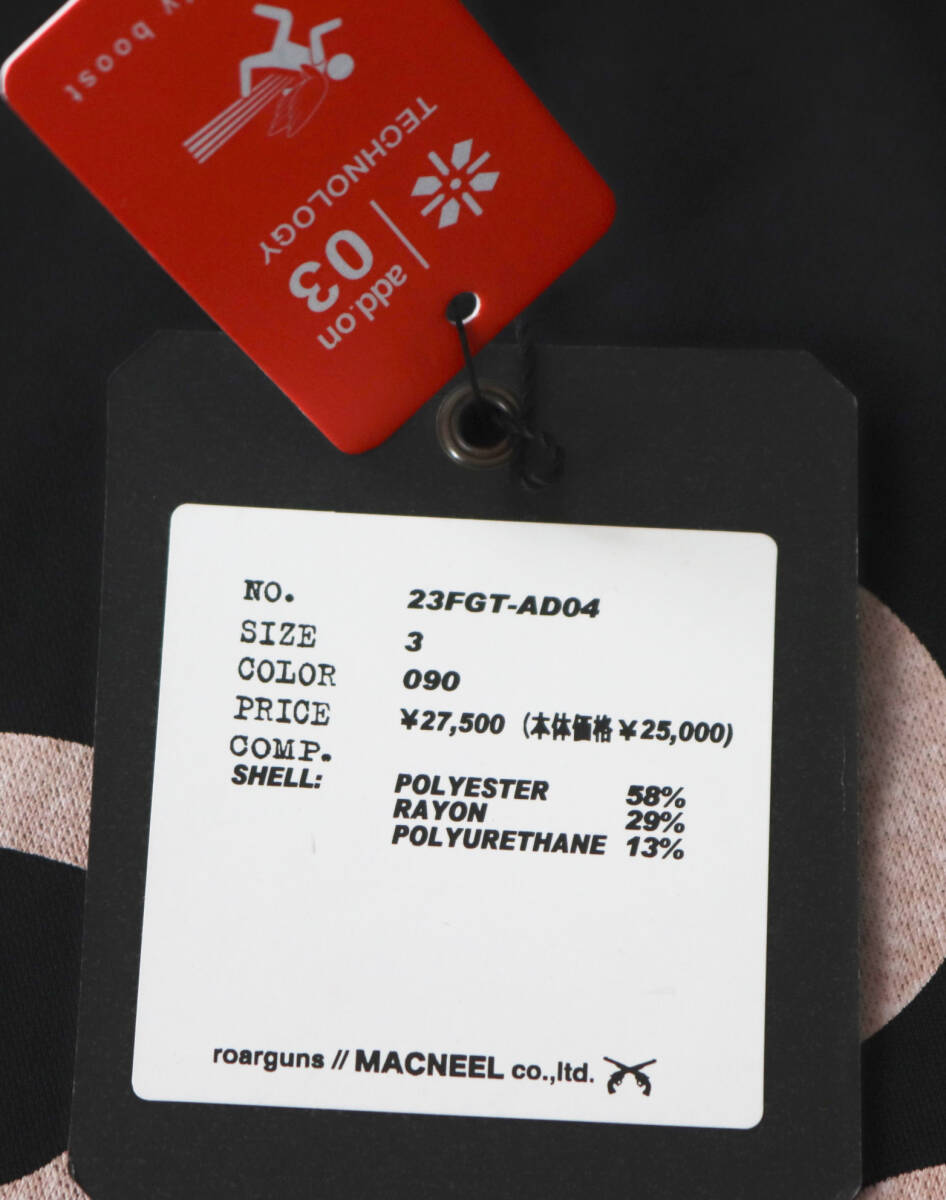 boost
TECHNOLOGY
03
add.on
NO. 23FGT-AD04
SIZE 3
COLOR 090
PRICE ¥27,500 (本体価格 ¥25,000)
COMP.
SHELL: POLYESTER 58%
RAYON 29%
POLYURETHANE 13%
roarguns // MACNEEL co.,ltd.